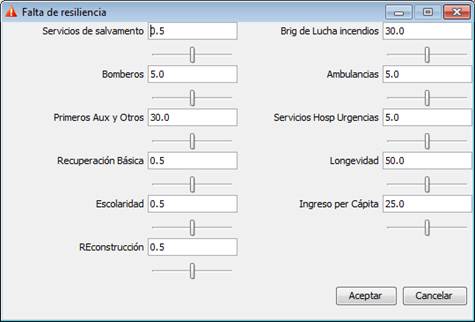 Falta de resiliencia
Servicios de salvamento 0.5 Brig de Lucha incendios 30.0
Bomberos 5.0 Ambulancias 5.0
Primeros Aux y Otros 30.0 Servicios Hosp Urgencias 5.0
Recuperación Básica 0.5 Longevidad 50.0
Escolaridad 0.5 Ingreso per Cápita 25.0
REconstrucción 0.5
Aceptar Cancelar